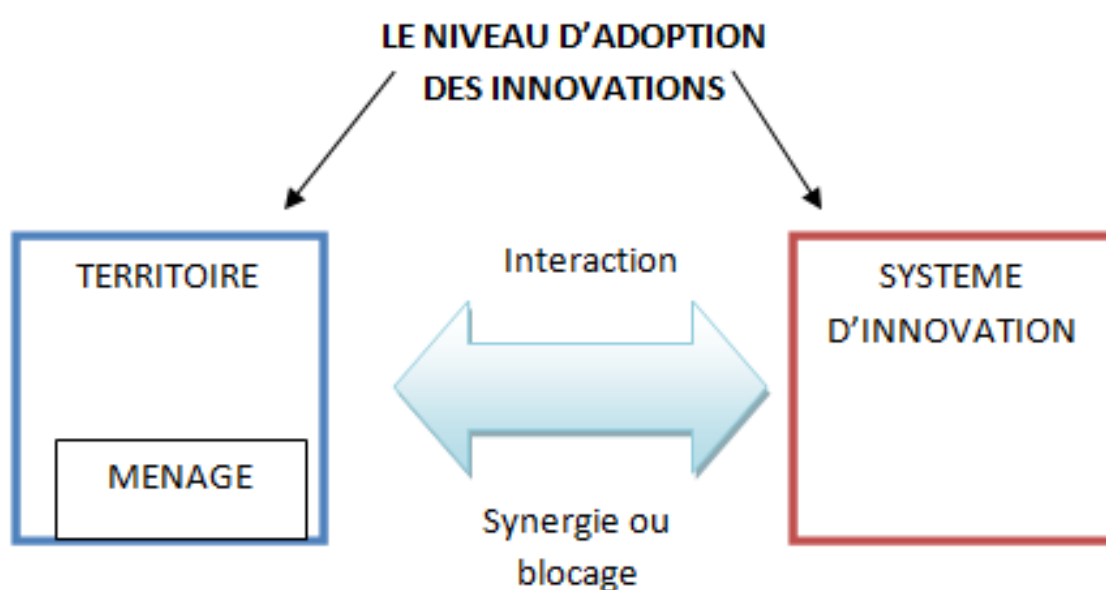 LE NIVEAU D’ADOPTION
DES INNOVATIONS
TERRITOIRE
MENAGE
Interaction
Synergie ou
blocage
SYSTEME
D’INNOVATION